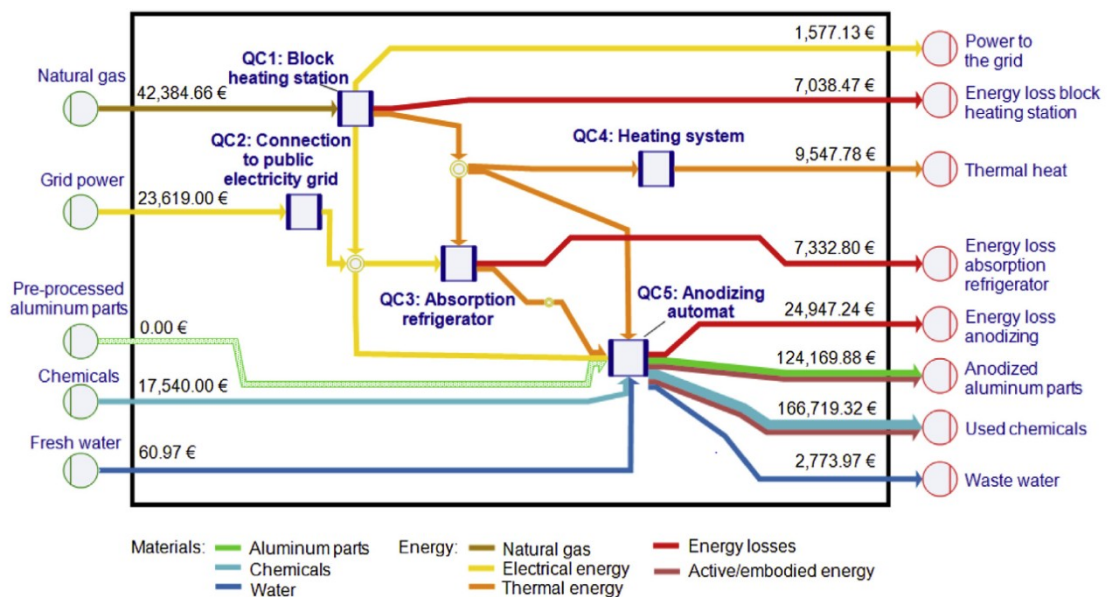 1,577.13 €
Power to
the grid
QC1: Block
heating station
Natural gas
42,384.66 €
7,038.47 €
Energy loss block
heating station
QC2: Connection
to public
electricity grid
QC4: Heating system
9,547.78 €
Thermal heat
Grid power
23,619.00 €
7,332.80 €
Energy loss
absorption
refrigerator
Pre-processed
aluminum parts
0.00 €
QC3: Absorption
refrigerator
QC5: Anodizing
automat
24,947.24 €
Energy loss
anodizing
124,169.88 €
Anodized
aluminum parts
Chemicals
17,540.00 €
166,719.32 €
Used chemicals
Fresh water
60.97 €
2,773.97 €
Waste water
Materials:
Aluminum parts
Chemicals
Water
Energy:
Natural gas
Electrical energy
Thermal energy
Energy losses
Active/embodied energy